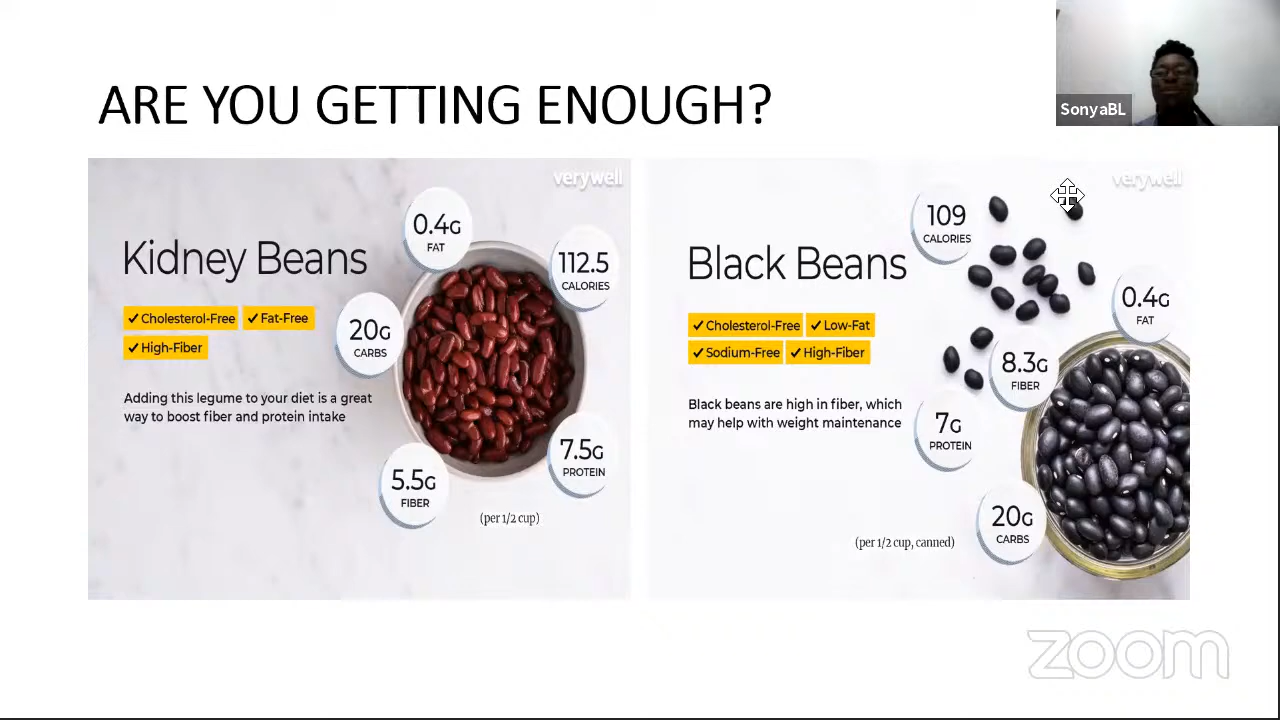 SonyaBL
ARE YOU GETTING ENOUGH?
verywell
Kidney Beans
✓ Cholesterol-Free ✓ Fat-Free
✓ High-Fiber
Adding this legume to your diet is a great
way to boost fiber and protein intake
0.4G
FAT
112.5
CALORIES
20G
CARBS
7.5G
PROTEIN
5.5G
FIBER
(per 1/2 cup)
verywell
Black Beans
✓ Cholesterol-Free ✓ Low-Fat
✓ Sodium-Free ✓ High-Fiber
Black beans are high in fiber, which
may help with weight maintenance
109
CALORIES
0.4G
FAT
8.3G
FIBER
7G
PROTEIN
20G
CARBS
(per 1/2 cup, canned)
zoom